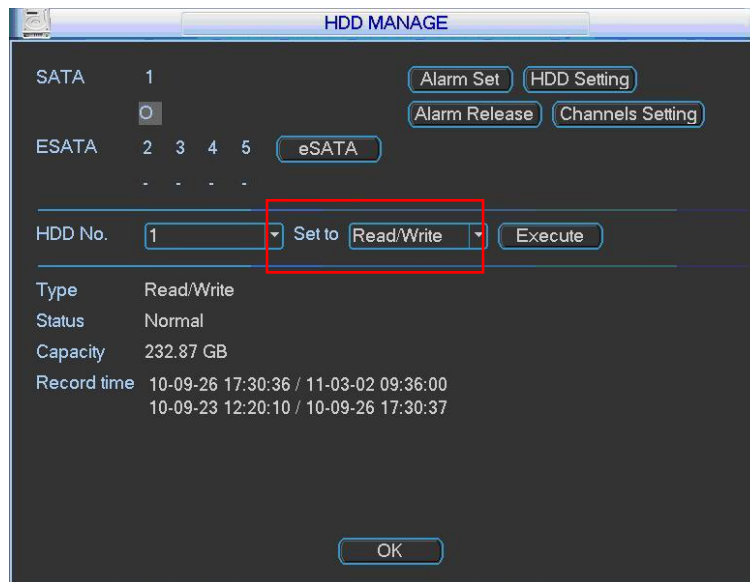 HDD MANAGE
SATA 1 Alarm Set HDD Setting
O Alarm Release Channels Setting
ESATA 2 3 4 5 eSATA
- - - -
HDD No. 1 Set to Read/Write Execute
Type Read/Write
Status Normal
Capacity 232.87 GB
Record time 10-09-26 17:30:36 / 11-03-02 09:36:00
10-09-23 12:20:10 / 10-09-26 17:30:37
OK